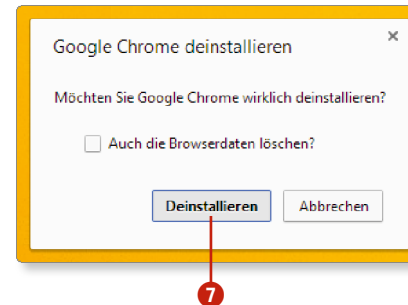 Google Chrome deinstallieren
Möchten Sie Google Chrome wirklich deinstallieren?
Auch die Browserdaten löschen?
Deinstallieren Abbrechen
7